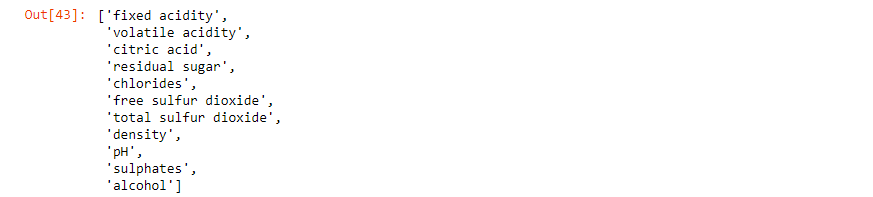 Out[43]: ['fixed acidity',
'volatile acidity',
'citric acid',
'residual sugar',
'chlorides',
'free sulfur dioxide',
'total sulfur dioxide',
'density',
'pH',
'sulphates',
'alcohol']